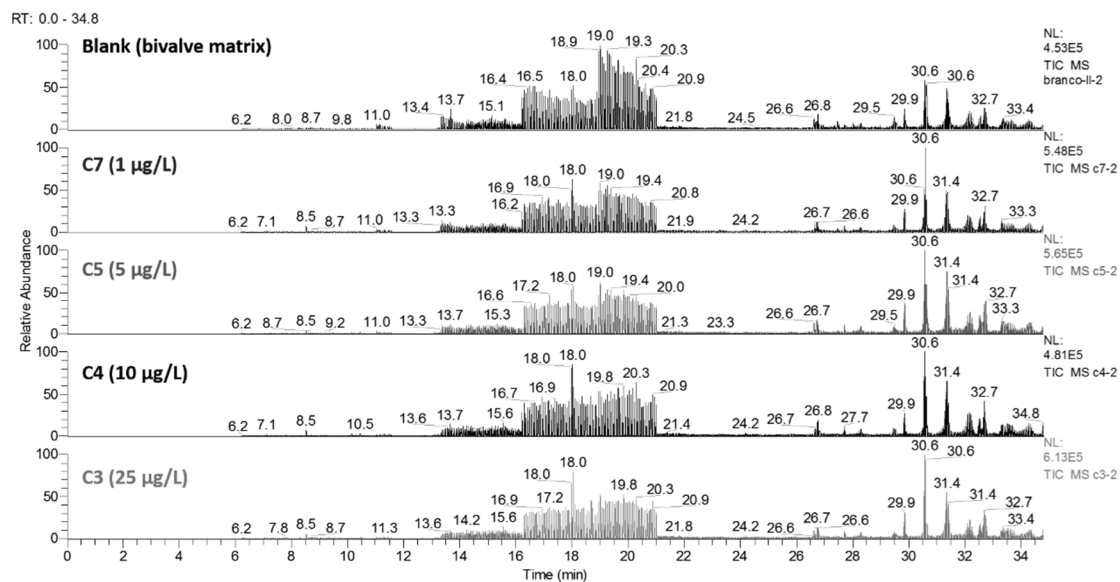 RT: 0.0 - 34.8
Relative Abundance
Blank (bivalve matrix)
NL:
4.53E5
TIC MS
branco-II-2
100
50
0
6.2 8.0 8.7 9.8 11.0 13.4 13.7 15.1 16.4 16.5 18.0 18.9 19.0 19.3 20.3 20.4 20.9 21.8 24.5 26.6 26.8 29.5 29.9 30.6 30.6 32.7 33.4
C7 (1 µg/L)
NL:
5.48E5
TIC MS c7-2
100
50
0
6.2 7.1 8.5 8.7 11.0 13.3 13.3 16.2 16.9 18.0 18.0 19.0 19.4 20.8 21.9 24.2 26.7 26.6 29.9 30.6 30.6 31.4 32.7 33.3
C5 (5 µg/L)
NL:
5.65E5
TIC MS c5-2
100
50
0
6.2 8.7 8.5 9.2 11.0 13.3 13.7 15.3 16.6 17.2 18.0 19.0 19.4 20.0 21.3 23.3 26.6 26.7 29.5 29.9 30.6 31.4 31.4 32.7 33.3
C4 (10 µg/L)
NL:
4.81E5
TIC MS c4-2
100
50
0
6.2 7.1 8.5 10.5 13.6 13.7 15.6 16.7 16.9 18.0 18.0 19.8 20.3 20.9 21.4 24.2 26.7 26.8 27.7 29.9 30.6 31.4 32.7 34.8
C3 (25 µg/L)
NL:
6.13E5
TIC MS c3-2
100
50
0
6.2 7.8 8.5 8.7 11.3 13.6 14.2 15.6 16.9 17.2 18.0 18.0 19.8 20.3 20.9 21.8 24.2 26.6 26.7 26.6 29.9 30.6 30.6 31.4 31.4 32.7 33.4
0 2 4 6 8 10 12 14 16 18 20 22 24 26 28 30 32 34
Time (min)